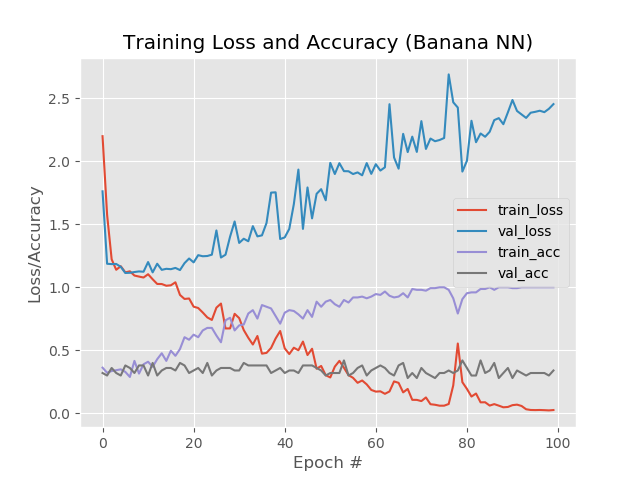 Training Loss and Accuracy (Banana NN)
Loss/Accuracy
2.5
2.0
1.5
1.0
0.5
0.0
train_loss
val_loss
train_acc
val_acc
0 20 40 60 80 100
Epoch #